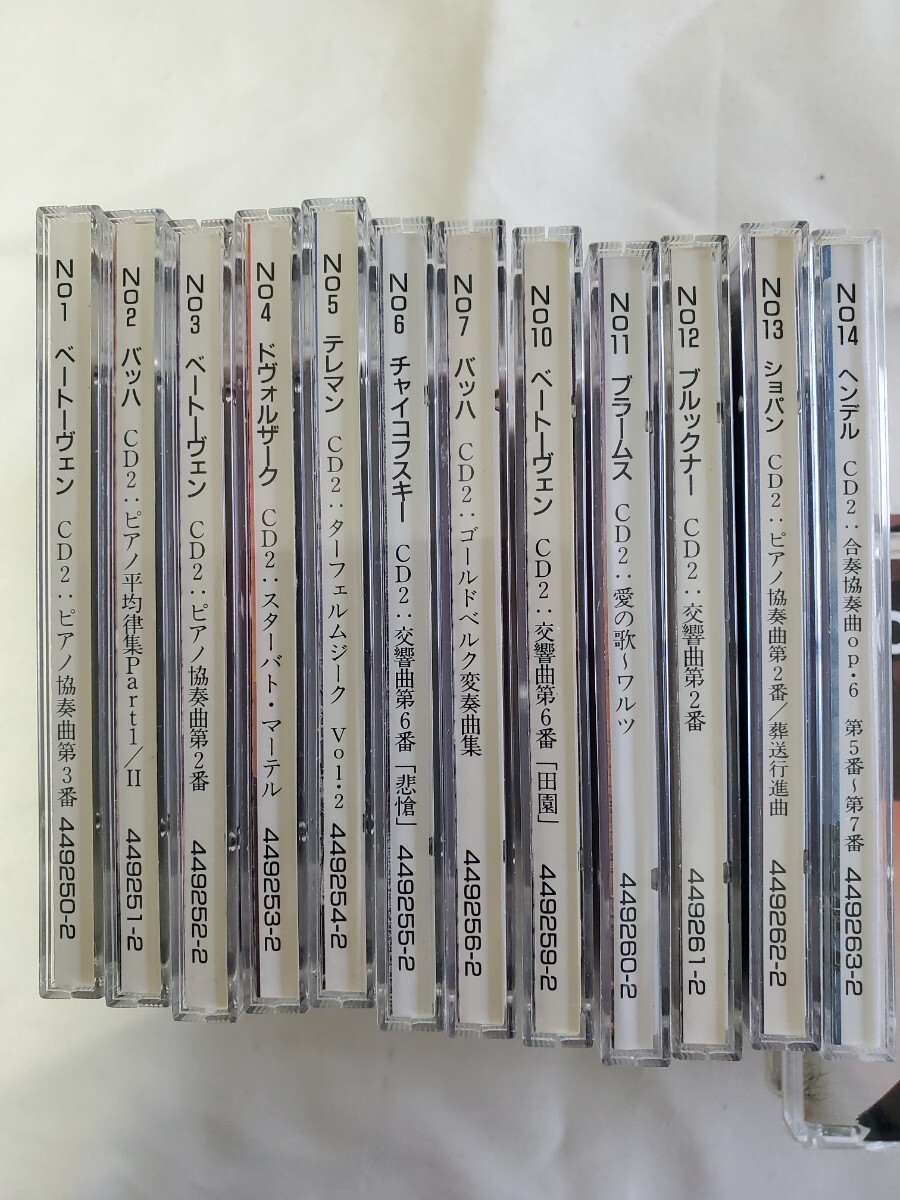 No1 ベートーヴェン CD2:ピアノ協奏曲第3番 449250-2
No2 バッハ CD2:ピアノ平均律集Part1/II 449251-2
No3 ベートーヴェン CD2:ピアノ協奏曲第2番 449252-2
No4 ドヴォルザーク CD2:スターバト・マーテル 449253-2
No5 テレマン CD2:ターフェルムジーク Vol・2 449254-2
No6 チャイコフスキー CD2:交響曲第6番「悲愴」 449255-2
No7 バッハ CD2:ゴールドベルク変奏曲集 449256-2
No10 ベートーヴェン CD2:交響曲第6番「田園」 449259-2
No11 ブラームス CD2:愛の歌~ワルツ 449260-2
No12 ブルックナー CD2:交響曲第2番 449261-2
No13 ショパン CD2:ピアノ協奏曲第2番/葬送行進曲 449262-2
No14 ヘンデル CD2:合奏協奏曲op・6 第5番~第7番 449263-2